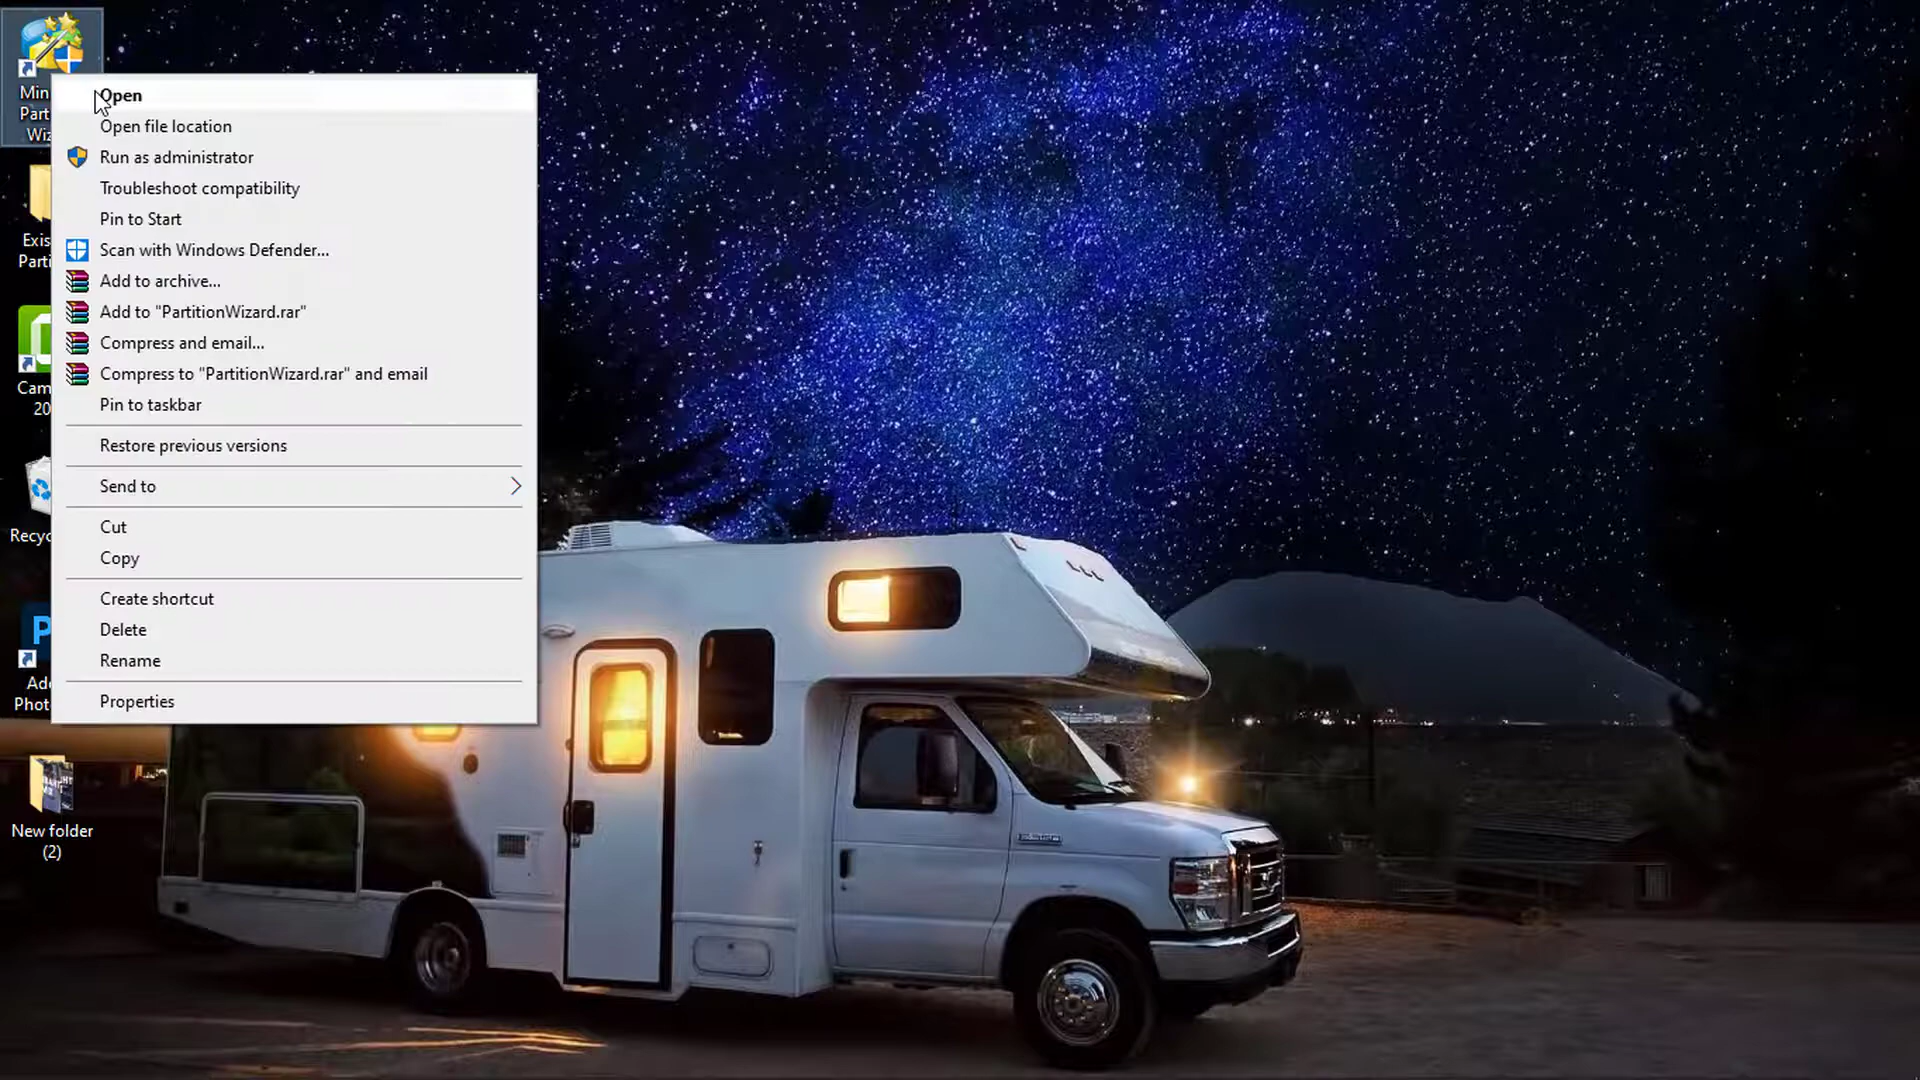 Min
Part
Wiz
Open
Open file location
Run as administrator
Troubleshoot compatibility
Pin to Start
Scan with Windows Defender...
Add to archive...
Add to "PartitionWizard.rar"
Compress and email...
Compress to "PartitionWizard.rar" and email
Pin to taskbar
Restore previous versions
Send to
Cut
Copy
Create shortcut
Delete
Rename
Properties
Exis
Parti
Cam
20
Recyc
P
Ado
Photo
New folder
(2)